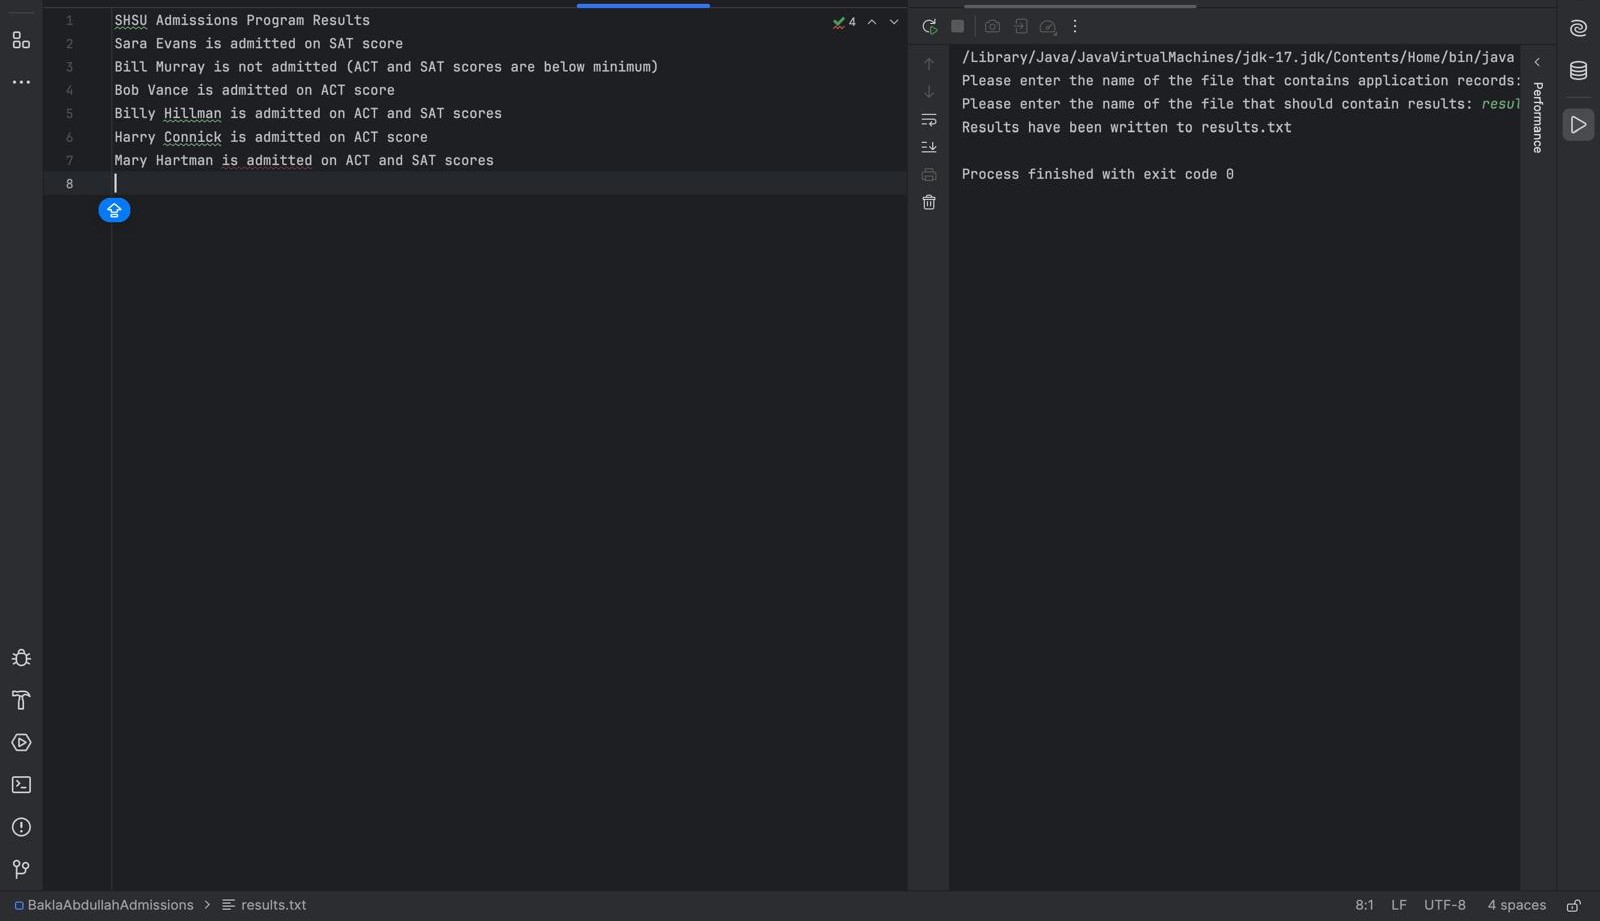 1 SHSU Admissions Program Results
2 Sara Evans is admitted on SAT score
3 Bill Murray is not admitted (ACT and SAT scores are below minimum)
4 Bob Vance is admitted on ACT score
5 Billy Hillman is admitted on ACT and SAT scores
6 Harry Connick is admitted on ACT score
7 Mary Hartman is admitted on ACT and SAT scores
8
4
/Library/Java/JavaVirtualMachines/jdk-17.jdk/Contents/Home/bin/java
Please enter the name of the file that contains application records:
Please enter the name of the file that should contain results: resul
Results have been written to results.txt
Process finished with exit code 0
Performance
BaklaAbdullahAdmissions > results.txt
8:1 LF UTF-8 4 spaces